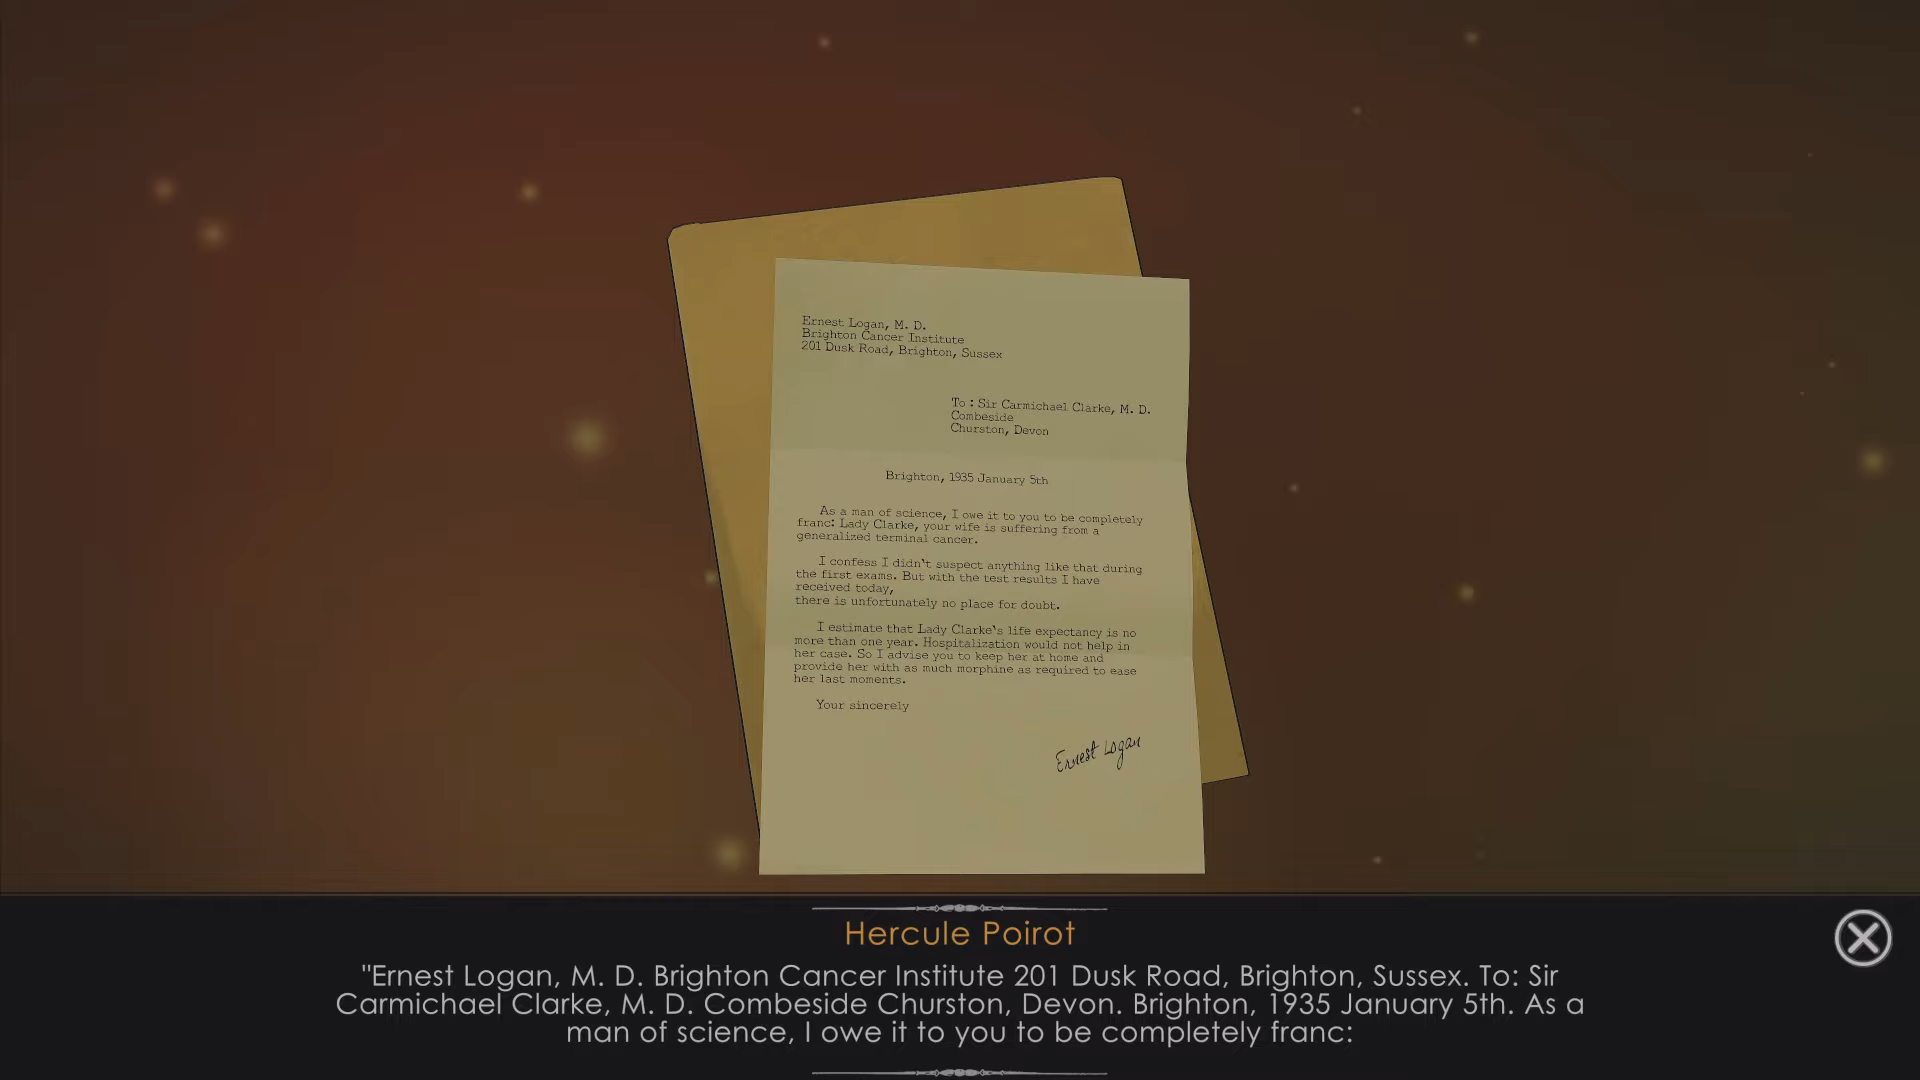 Ernest Logan, M. D.
Brighton Cancer Institute
201 Dusk Road, Brighton, Sussex
To : Sir Carmichael Clarke, M. D.
Combeside
Churston, Devon
Brighton, 1935 January 5th
As a man of science, I owe it to you to be completely
franc: Lady Clarke, your wife is suffering from a
generalized terminal cancer.
I confess I didn't suspect anything like that during
the first exams. But with the test results I have
received today,
there is unfortunately no place for doubt.
I estimate that Lady Clarke's life expectancy is no
more than one year. Hospitalization would not help in
her case. So I advise you to keep her at home and
provide her with as much morphine as required to ease
her last moments.
Your sincerely
Ernest Logan
Hercule Poirot
"Ernest Logan, M. D. Brighton Cancer Institute 201 Dusk Road, Brighton, Sussex. To: Sir
Carmichael Clarke, M. D. Combeside Churston, Devon. Brighton, 1935 January 5th. As a
man of science, I owe it to you to be completely franc: